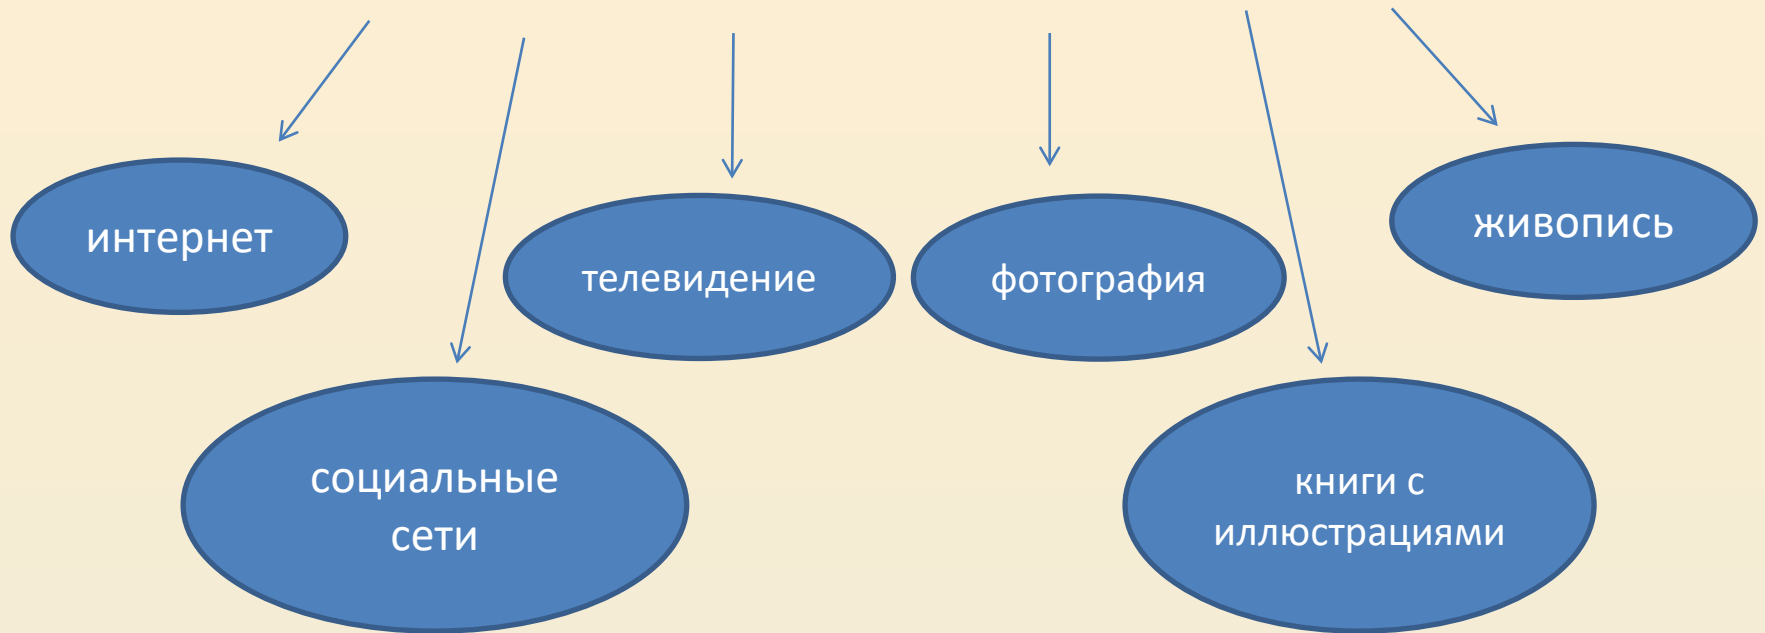 интернет
телевидение
фотография
живопись
социальные
сети
книги с
иллюстрациями